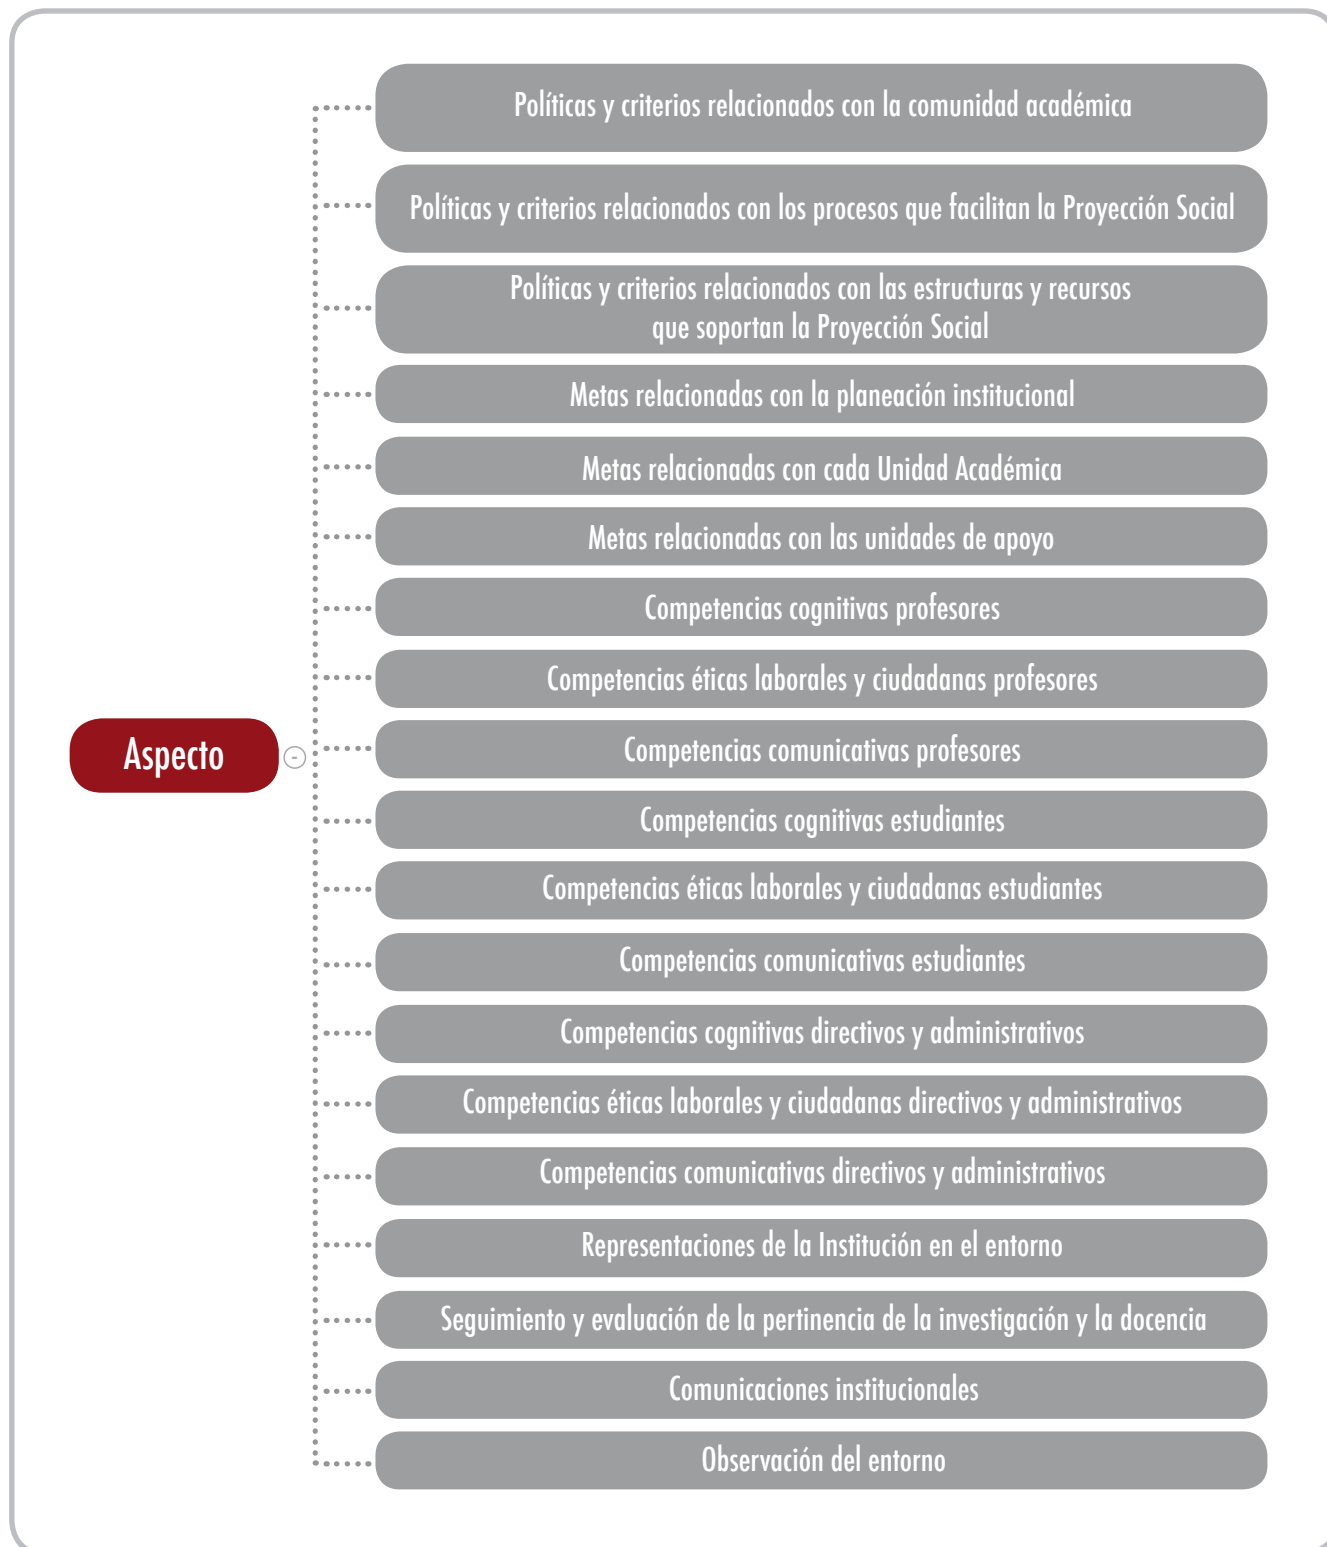 Políticas y criterios relacionados con la comunidad académica
Políticas y criterios relacionados con los procesos que facilitan la Proyección Social
Políticas y criterios relacionados con las estructuras y recursos
que soportan la Proyección Social
Metas relacionadas con la planeación institucional
Metas relacionadas con cada Unidad Académica
Metas relacionadas con las unidades de apoyo
Competencias cognitivas profesores
Competencias éticas laborales y ciudadanas profesores
Aspecto
-
Competencias comunicativas profesores
Competencias cognitivas estudiantes
Competencias éticas laborales y ciudadanas estudiantes
Competencias comunicativas estudiantes
Competencias cognitivas directivos y administrativos
Competencias éticas laborales y ciudadanas directivos y administrativos
Competencias comunicativas directivos y administrativos
Representaciones de la Institución en el entorno
Seguimiento y evaluación de la pertinencia de la investigación y la docencia
Comunicaciones institucionales
Observación del entorno